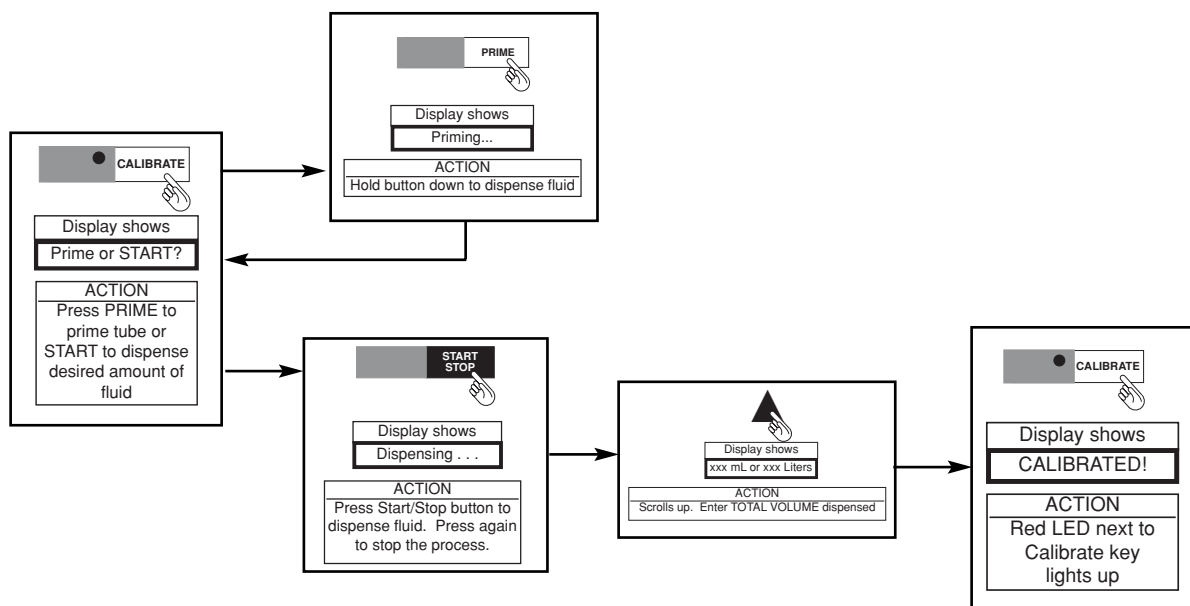 PRIME
Display shows
Priming...
ACTION
Hold button down to dispense fluid
CALIBRATE
Display shows
Prime or START?
ACTION
Press PRIME to
prime tube or
START to dispense
desired amount of
fluid
START
STOP
Display shows
Dispensing . . .
ACTION
Press Start/Stop button to
dispense fluid.  Press again
to stop the process.
Display shows
xxx mL or xxx Liters
ACTION
Scrolls up.  Enter TOTAL VOLUME dispensed
CALIBRATE
Display shows
CALIBRATED!
ACTION
Red LED next to
Calibrate key
lights up